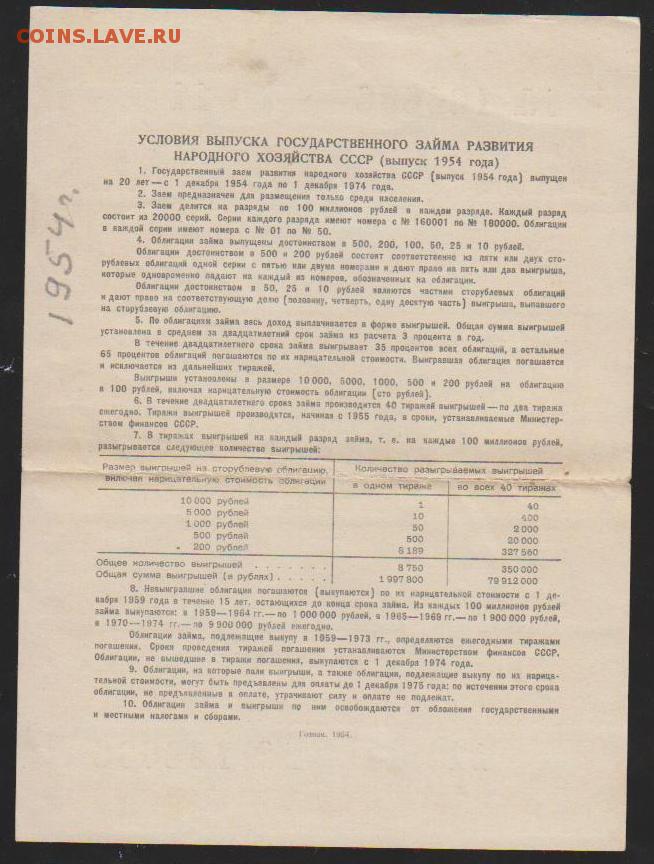 COINS.LAVE.RU
1954г.
УСЛОВИЯ ВЫПУСКА ГОСУДАРСТВЕННОГО ЗАЙМА РАЗВИТИЯ
НАРОДНОГО ХОЗЯЙСТВА СССР (выпуск 1954 года)
1. Государственный заем развития народного хозяйства СССР (выпуск 1954 года) выпущен
на 20 лет — с 1 декабря 1954 года по 1 декабря 1974 года.
2. Заем предназначен для размещения только среди населения.
3. Заем делится на разряды по 100 миллионов рублей в каждом разряде. Каждый разряд
состоит из 20000 серий. Серии каждого разряда имеют номера с № 160001 по № 180000. Облигации
в каждой серии имеют номера с № 01 по № 50.
4. Облигации займа выпущены достоинством в 500, 200, 100, 50, 25 и 10 рублей.
Облигации достоинством в 500 и 200 рублей состоят соответственно из пяти или двух сто-
рублевых облигаций одной серии с пятью или двумя номерами и дают право на пять или два выигрыша,
которые одновременно падают на каждый из номеров, обозначенных на облигации.
Облигации достоинством в 50, 25 и 10 рублей являются частями сторублевых облигаций
и дают право на соответствующую долю (половину, четверть, одну десятую часть) выигрыша, выпавшего
на сторублевую облигацию.
5. По облигациям займа весь доход выплачивается в форме выигрышей. Общая сумма выигрышей
установлена в среднем за двадцатилетний срок займа из расчета 3 процента в год.
В течение двадцатилетнего срока займа выигрывает 35 процентов всех облигаций, а остальные
65 процентов облигаций погашаются по их нарицательной стоимости. Выигравшая облигация погашается
и исключается из дальнейших тиражей.
Выигрыши установлены в размере 10000, 5000, 1000, 500 и 200 рублей на облигацию
в 100 рублей, включая нарицательную стоимость облигации (сто рублей).
6. В течение двадцатилетнего срока займа производятся 40 тиражей выигрышей — по два тиража
ежегодно. Тиражи выигрышей производятся, начиная с 1955 года, в сроки, устанавливаемые Министер-
ством финансов СССР.
7. В тиражах выигрышей на каждый разряд займа, т. е. на каждые 100 миллионов рублей,
разыгрывается следующее количество выигрышей:
Размер выигрышей на сторублевую облигацию, включая нарицательную стоимость облигации
Количество разыгрываемых выигрышей
в одном тираже во всех 40 тиражах
10 000 рублей 1 40
5 000 рублей 10 400
1 000 рублей 50 2 000
500 рублей 500 20 000
200 рублей 8 189 327 560
Общее количество выигрышей . . . . . . . 8 750 350 000
Общая сумма выигрышей (в рублях) . . . . . 1 997 800 79 912 000
8. Невыигравшие облигации погашаются (выкупаются) по их нарицательной стоимости с 1 де-
кабря 1959 года в течение 15 лет, остающихся до конца срока займа. Из каждых 100 миллионов рублей
займа выкупаются: в 1959—1964 гг. — по 1 000 000 рублей, в 1965—1969 гг. — по 1 900 000 рублей,
в 1970—1974 гг. — по 9 900 000 рублей ежегодно.
Облигации займа, подлежащие выкупу в 1959—1973 гг., определяются ежегодными тиражами
погашения. Сроки проведения тиражей погашения устанавливаются Министерством финансов СССР.
Облигации, не вышедшие в тиражи погашения, выкупаются с 1 декабря 1974 года.
9. Облигации, на которые пали выигрыши, а также облигации, подлежащие выкупу по их нарица-
тельной стоимости, могут быть предъявлены для оплаты до 1 декабря 1975 года; по истечении этого срока
облигации, не предъявленные к оплате, утрачивают силу и оплате не подлежат.
10. Облигации займа и выигрыши по ним освобождаются от обложения государственными
и местными налогами и сборами.
Гознак. 1954.